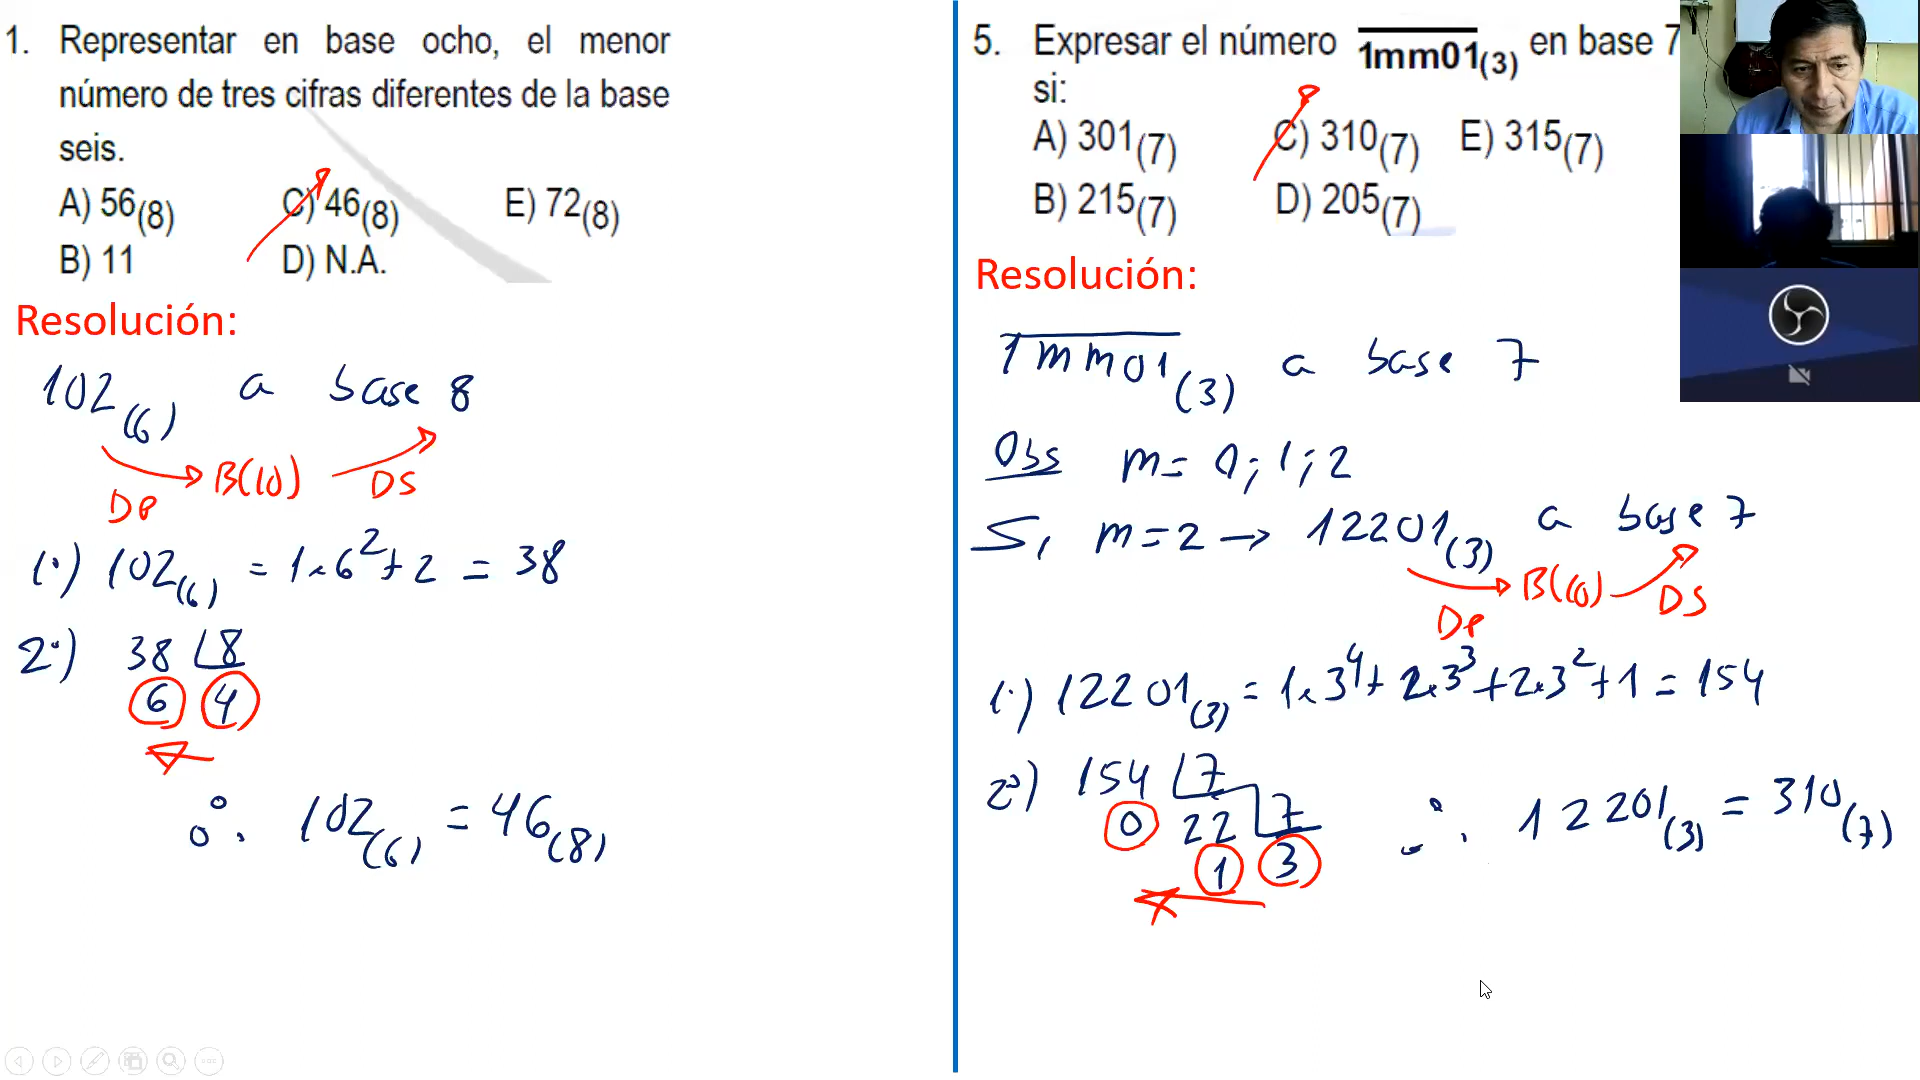 1. Representar en base ocho, el menor
número de tres cifras diferentes de la base
seis.
A) 56(8) C) 46(8) E) 72(8)
B) 11 D) N.A.
Resolución:
102(6) a base 8
De B(10) DS
1.) 102(6) = 1×6² + 2 = 38
2.) 38 8
6 4
∴ 102(6) = 46(8)
5. Expresar el número 1mm01(3) en base 7
si:
A) 301(7) C) 310(7) E) 315(7)
B) 215(7) D) 205(7)
Resolución:
1mm01(3) a base 7
Obs m= 0; 1; 2
Si m=2 → 12201(3) a base 7
De B(10) DS
1.) 12201(3) = 1×3⁴ + 2×3³ + 2×3² + 1 = 154
2°) 154 7
0 22 7
1 3
∴ 12201(3) = 310(7)